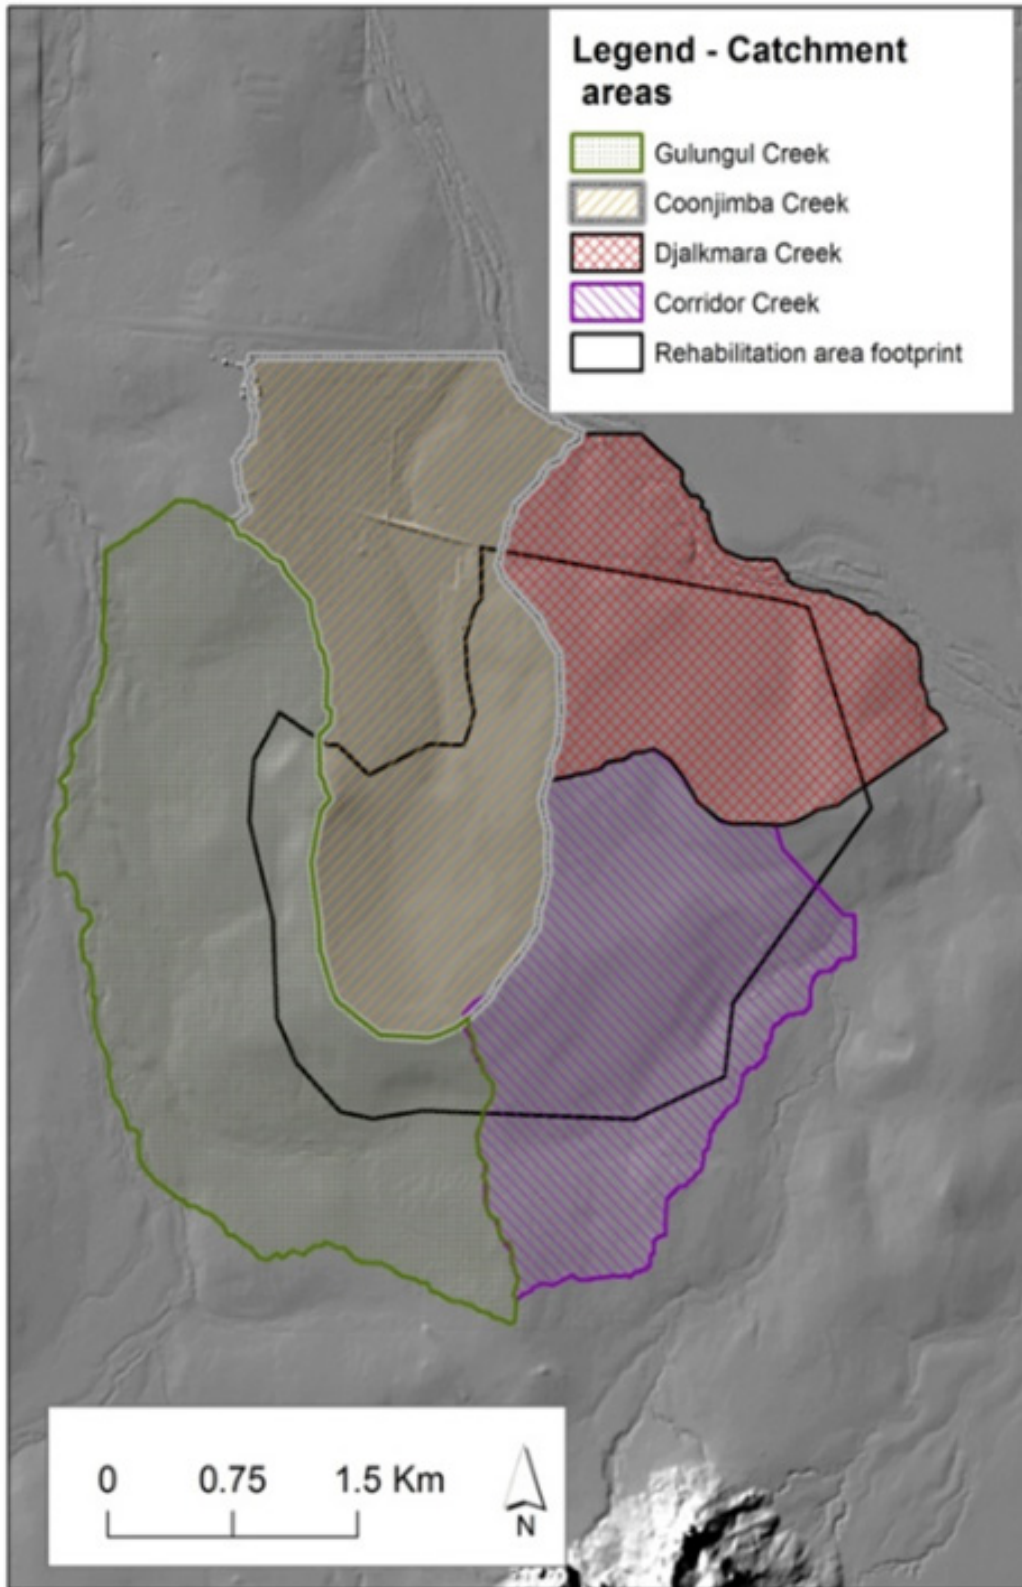 Legend - Catchment
areas
Gulungul Creek
Coonjimba Creek
Djalkmara Creek
Corridor Creek
Rehabilitation area footprint
0 0.75 1.5 Km
N